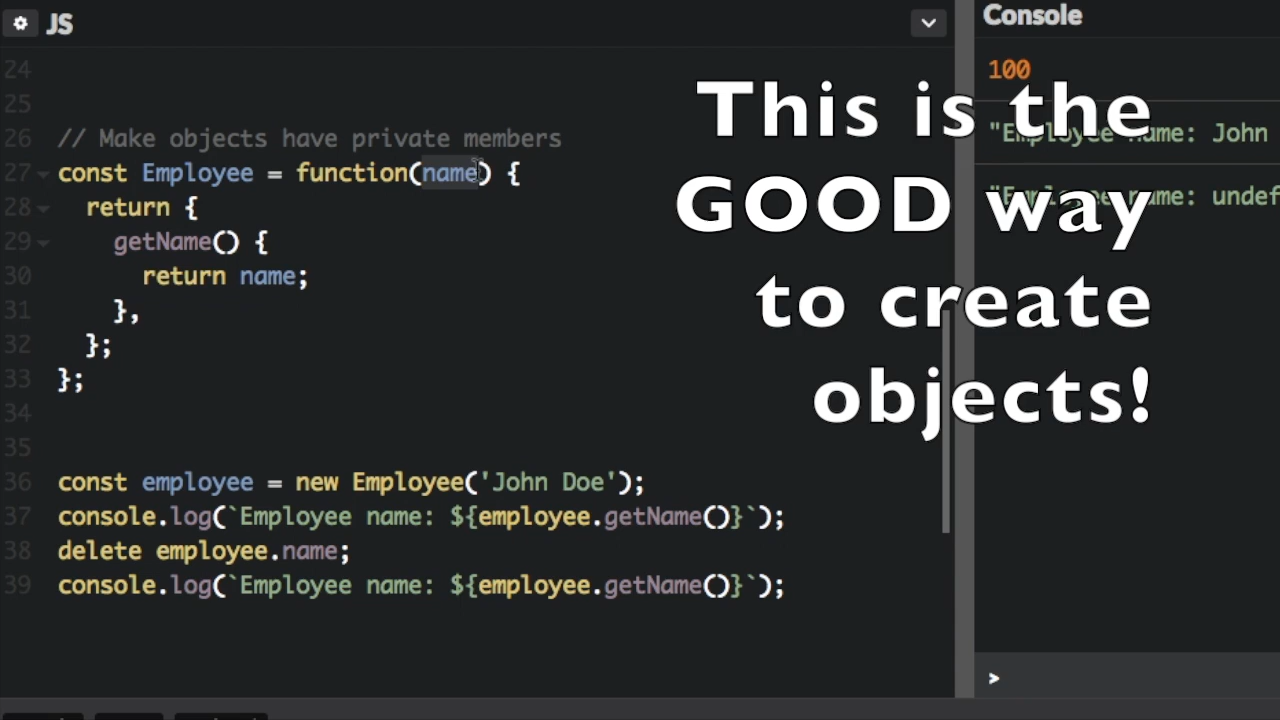 JS
24
25
26 // Make objects have private members
27 const Employee = function(name) {
28 return {
29 getName() {
30 return name;
31 },
32 };
33 };
34
35
36 const employee = new Employee('John Doe');
37 console.log(`Employee name: ${employee.getName()}`);
38 delete employee.name;
39 console.log(`Employee name: ${employee.getName()}`);
This is the
GOOD way
to create
objects!
Console
100
"Employee name: John
"Employee name: undef
>